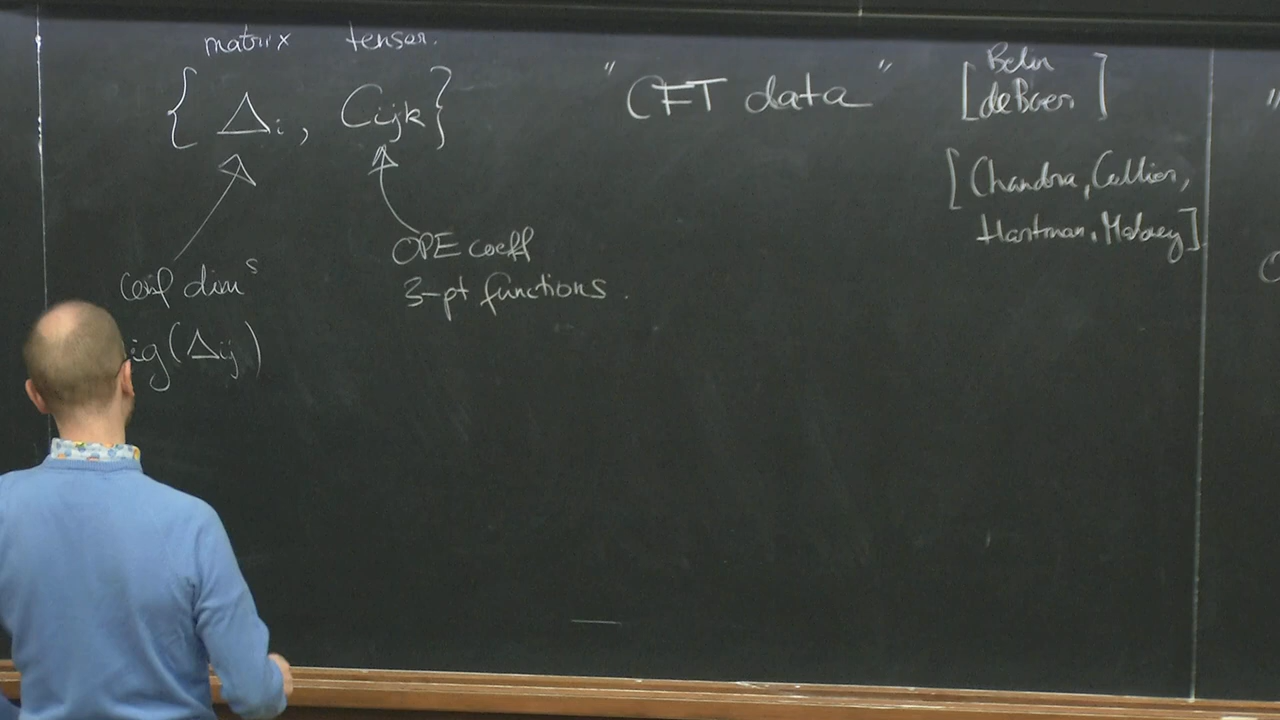 matrix tensor.
{ Δi , Cijk }
"CFT data"
[ Belin
deBoer ]
[Chandra, Collier,
Hartman, Maloney]
OPE coeff
3-pt functions.
conf dim s
ig(Δij)